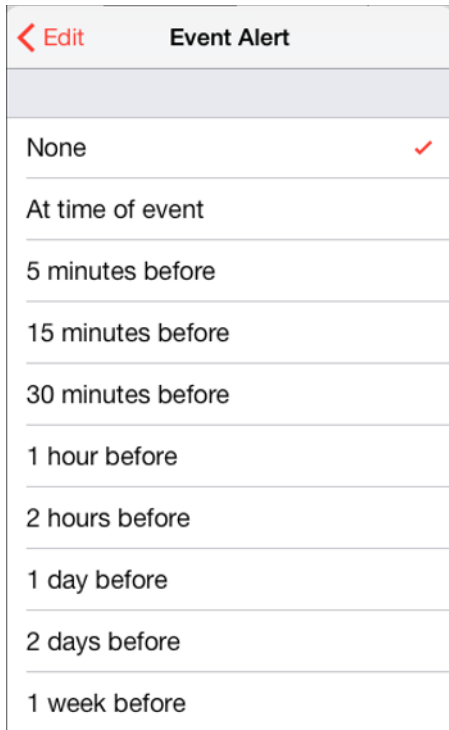 Edit Event Alert
None
At time of event
5 minutes before
15 minutes before
30 minutes before
1 hour before
2 hours before
1 day before
2 days before
1 week before